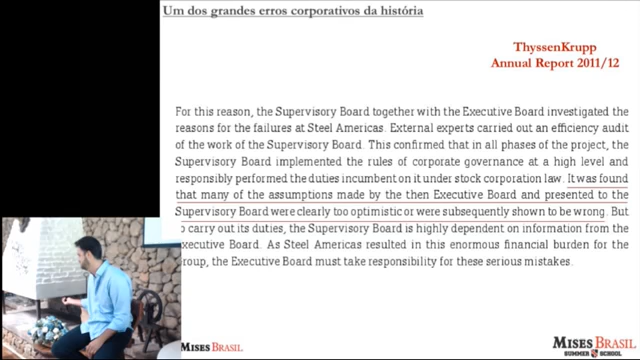 Um dos grandes erros corporativos da história
ThyssenKrupp
Annual Report 2011/12
For this reason, the Supervisory Board together with the Executive Board investigated the
reasons for the failures at Steel Americas. External experts carried out an efficiency audit
of the work of the Supervisory Board. This confirmed that in all phases of the project, the
Supervisory Board implemented the rules of corporate governance at a high level and
responsibly performed the duties incumbent on it under stock corporation law. It was found
that many of the assumptions made by the then Executive Board and presented to the
Supervisory Board were clearly too optimistic or were subsequently shown to be wrong. But
o carry out its duties, the Supervisory Board is highly dependent on information from the
xecutive Board. As Steel Americas resulted in this enormous financial burden for the
roup, the Executive Board must take responsibility for these serious mistakes.
MISES BRASIL
MISES BRASIL
SUMMER SCHOOL